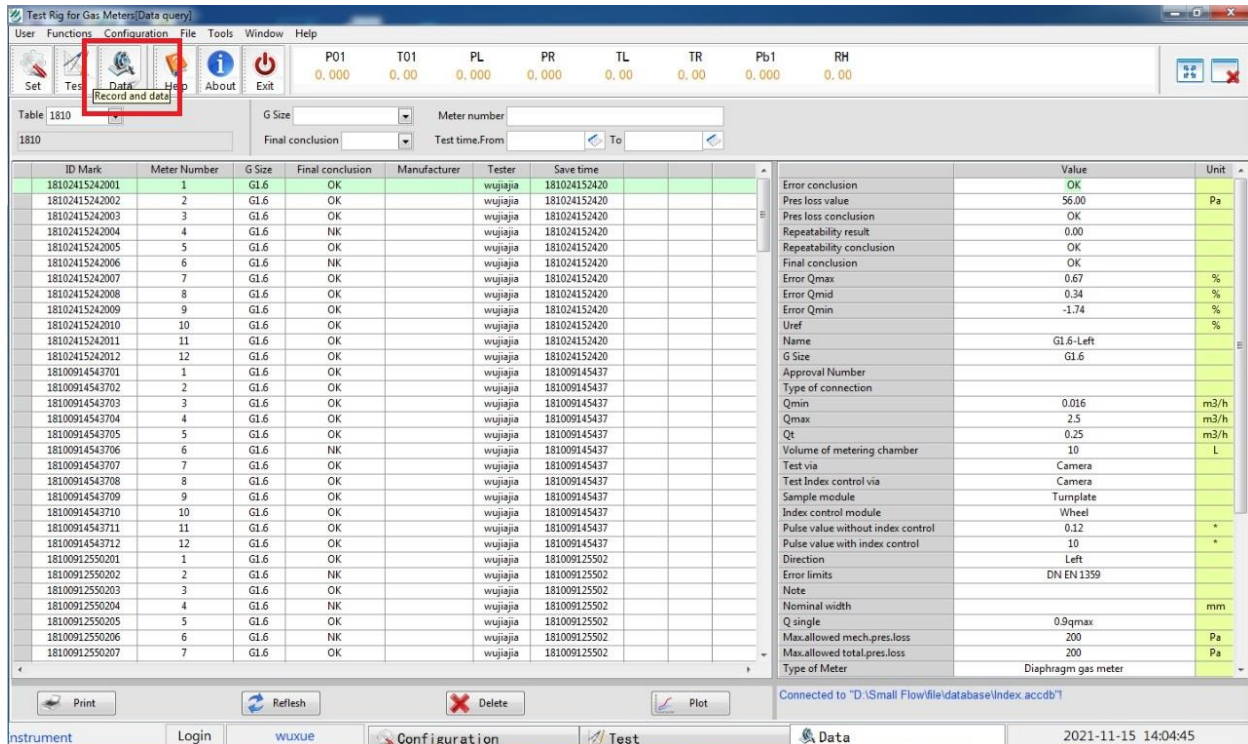 Test Rig for Gas Meters[Data query]
User Functions Configuration File Tools Window Help
Set Test Data Help About Exit
Record and data
P01 T01 PL PR TL TR Pb1 RH
0.000 0.00 0.000 0.000 0.00 0.00 0.000 0.00
Table 1810 G Size Meter number
1810 Final conclusion Test time.From To
ID Mark Meter Number G Size Final conclusion Manufacturer Tester Save time
18102415242001 1 G1.6 OK wujiajia 181024152420
18102415242002 2 G1.6 OK wujiajia 181024152420
18102415242003 3 G1.6 OK wujiajia 181024152420
18102415242004 4 G1.6 NK wujiajia 181024152420
18102415242005 5 G1.6 OK wujiajia 181024152420
18102415242006 6 G1.6 NK wujiajia 181024152420
18102415242007 7 G1.6 OK wujiajia 181024152420
18102415242008 8 G1.6 OK wujiajia 181024152420
18102415242009 9 G1.6 OK wujiajia 181024152420
18102415242010 10 G1.6 OK wujiajia 181024152420
18102415242011 11 G1.6 OK wujiajia 181024152420
18102415242012 12 G1.6 OK wujiajia 181024152420
18100914543701 1 G1.6 OK wujiajia 181009145437
18100914543702 2 G1.6 OK wujiajia 181009145437
18100914543703 3 G1.6 OK wujiajia 181009145437
18100914543704 4 G1.6 OK wujiajia 181009145437
18100914543705 5 G1.6 OK wujiajia 181009145437
18100914543706 6 G1.6 NK wujiajia 181009145437
18100914543707 7 G1.6 OK wujiajia 181009145437
18100914543708 8 G1.6 OK wujiajia 181009145437
18100914543709 9 G1.6 OK wujiajia 181009145437
18100914543710 10 G1.6 OK wujiajia 181009145437
18100914543711 11 G1.6 OK wujiajia 181009145437
18100914543712 12 G1.6 OK wujiajia 181009145437
18100912550201 1 G1.6 OK wujiajia 181009125502
18100912550202 2 G1.6 NK wujiajia 181009125502
18100912550203 3 G1.6 OK wujiajia 181009125502
18100912550204 4 G1.6 NK wujiajia 181009125502
18100912550205 5 G1.6 OK wujiajia 181009125502
18100912550206 6 G1.6 NK wujiajia 181009125502
18100912550207 7 G1.6 OK wujiajia 181009125502
Value Unit
Error conclusion OK
Pres loss value 56.00 Pa
Pres loss conclusion OK
Repeatability result 0.00
Repeatability conclusion OK
Final conclusion OK
Error Qmax 0.67 %
Error Qmid 0.34 %
Error Qmin -1.74 %
Uref %
Name G1.6-Left
G Size G1.6
Approval Number
Type of connection
Qmin 0.016 m3/h
Qmax 2.5 m3/h
Qt 0.25 m3/h
Volume of metering chamber 10 L
Test via Camera
Test Index control via Camera
Sample module Turnplate
Index control module Wheel
Pulse value without index control 0.12 *
Pulse value with index control 10 *
Direction Left
Error limits DN EN 1359
Note
Nominal width mm
Q single 0.9qmax
Max.allowed mech.pres.loss 200 Pa
Max.allowed total.pres.loss 200 Pa
Type of Meter Diaphragm gas meter
Print Reflesh Delete Plot
Connected to "D:\Small Flow\file\database\Index.accdb"!
nstrument Login wuxue Configuration Test Data 2021-11-15 14:04:45